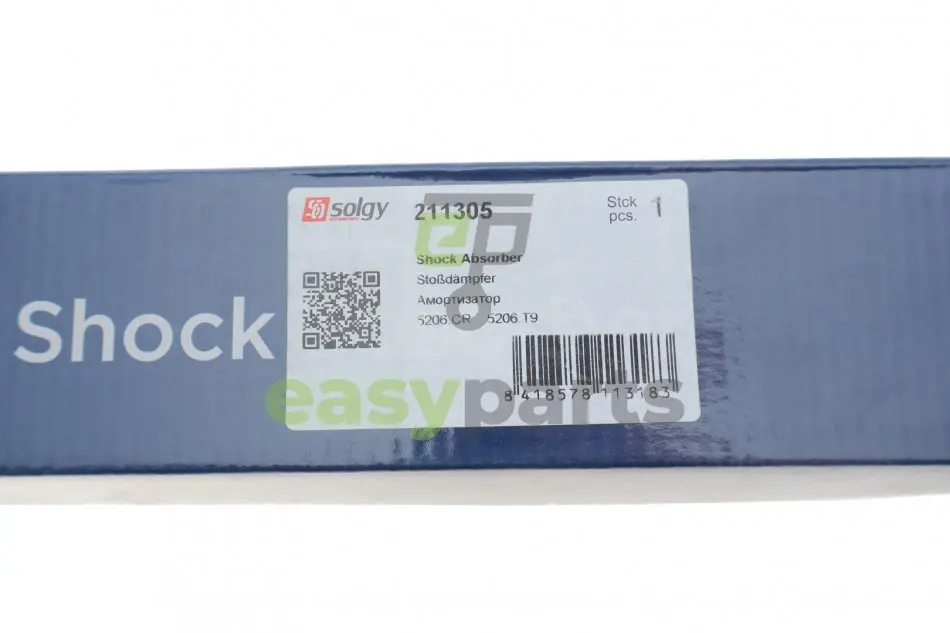 solgy
211305
Stck
pcs. 1
Shock Absorber
Stoßdämpfer
Амортизатор
5206.CR 5206.T9
Shock
8 418578 113183
easyparts